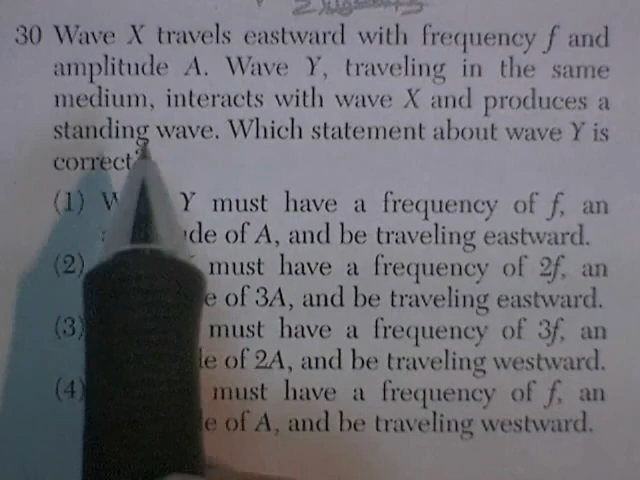 30 Wave X travels eastward with frequency f and
amplitude A. Wave Y, traveling in the same
medium, interacts with wave X and produces a
standing wave. Which statement about wave Y is
correct?
(1) Y must have a frequency of f, an
of A, and be traveling eastward.
(2) must have a frequency of 2f, an
of 3A, and be traveling eastward.
(3) must have a frequency of 3f, an
of 2A, and be traveling westward.
(4) must have a frequency of f, an
of A, and be traveling westward.